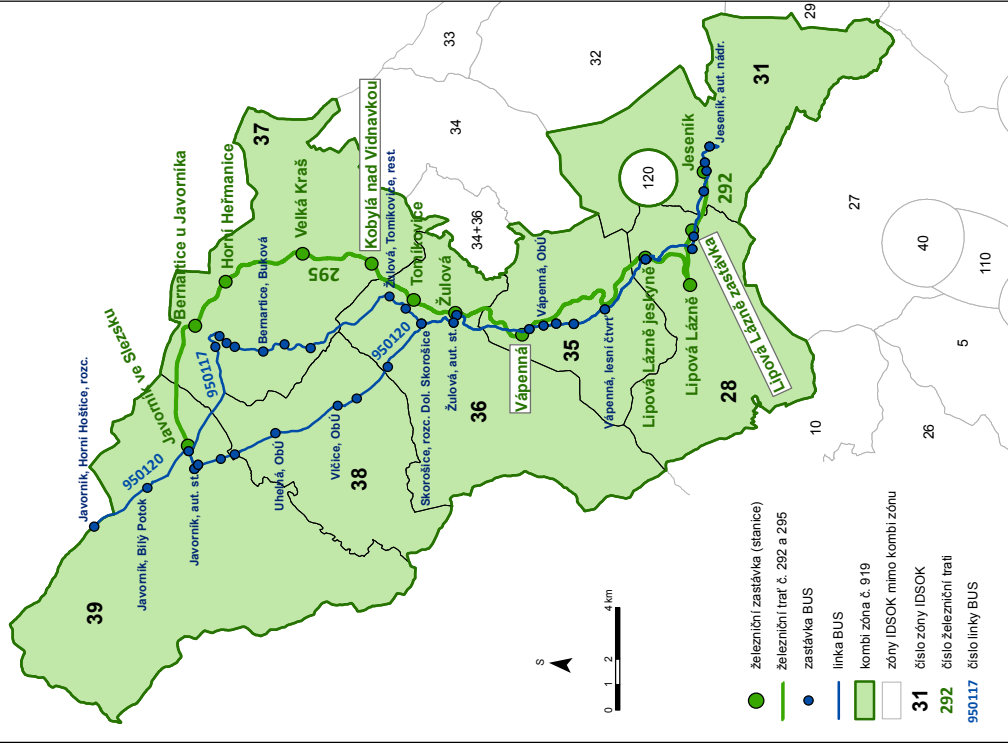 Javorník, Horní Hoštice, rozc.
950120
Javorník, Bílý Potok
39
Javorník ve Slezsku
Javorník, aut. st.
950117
Bernartice u Javorníka
Horní Heřmanice
37
Bernartice, Buková
Velká Kraš
295
Uhelná, ObÚ
Vlčice, ObÚ
38
Kobylá nad Vidnavkou
Žulová, Tomíkovice, rest.
Tomíkovice
950120
Skorošice, rozc. Dol. Skorošice
Žulová
Žulová, aut. st.
36
34+36
33
34
32
29
Vápenná
Vápenná, ObÚ
35
Vápenná, lesní čtvrť
Lipová Lázně jeskyně
Lipová Lázně
Lipová Lázně zastávka
28
120
Jeseník
Jeseník, aut. nádr.
292
31
27
40
110
5
10
26
S
0 1 2 4 km
železniční zastávka (stanice)
železniční trať č. 292 a 295
zastávka BUS
linka BUS
kombi zóna č. 919
zóny IDSOK mimo kombi zónu
31 číslo zóny IDSOK
292 číslo železniční trati
950117 číslo linky BUS